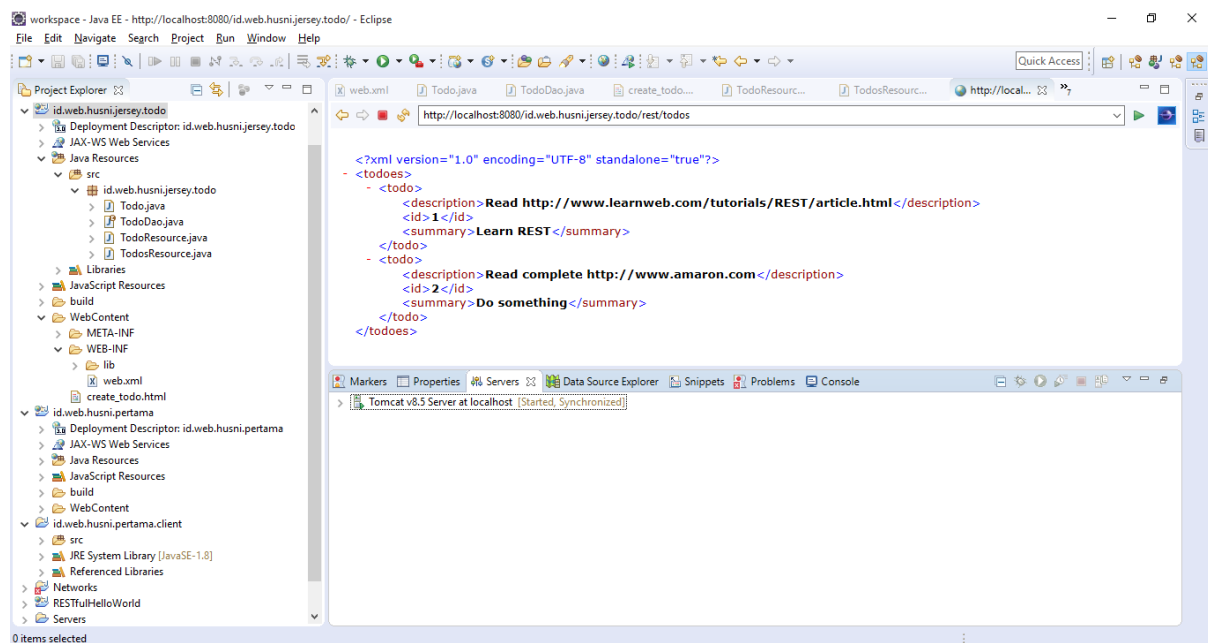 workspace - Java EE - http://localhost:8080/id.web.husni.jersey.todo/ - Eclipse
File Edit Navigate Search Project Run Window Help
Quick Access
Project Explorer
id.web.husni.jersey.todo
Deployment Descriptor: id.web.husni.jersey.todo
JAX-WS Web Services
Java Resources
src
id.web.husni.jersey.todo
Todo.java
TodoDao.java
TodoResource.java
TodosResource.java
Libraries
JavaScript Resources
build
WebContent
META-INF
WEB-INF
lib
web.xml
create_todo.html
id.web.husni.pertama
Deployment Descriptor: id.web.husni.pertama
JAX-WS Web Services
Java Resources
JavaScript Resources
build
WebContent
id.web.husni.pertama.client
src
JRE System Library [JavaSE-1.8]
Referenced Libraries
Networks
RESTfulHelloWorld
Servers
web.xml Todo.java TodoDao.java create_todo.... TodoResourc... TodosResourc... http://local... »7
http://localhost:8080/id.web.husni.jersey.todo/rest/todos
<?xml version="1.0" encoding="UTF-8" standalone="true"?>
- <todoes>
- <todo>
<description>Read http://www.learnweb.com/tutorials/REST/article.html</description>
<id>1</id>
<summary>Learn REST</summary>
</todo>
- <todo>
<description>Read complete http://www.amaron.com</description>
<id>2</id>
<summary>Do something</summary>
</todo>
</todoes>
Markers Properties Servers Data Source Explorer Snippets Problems Console
Tomcat v8.5 Server at localhost [Started, Synchronized]
0 items selected